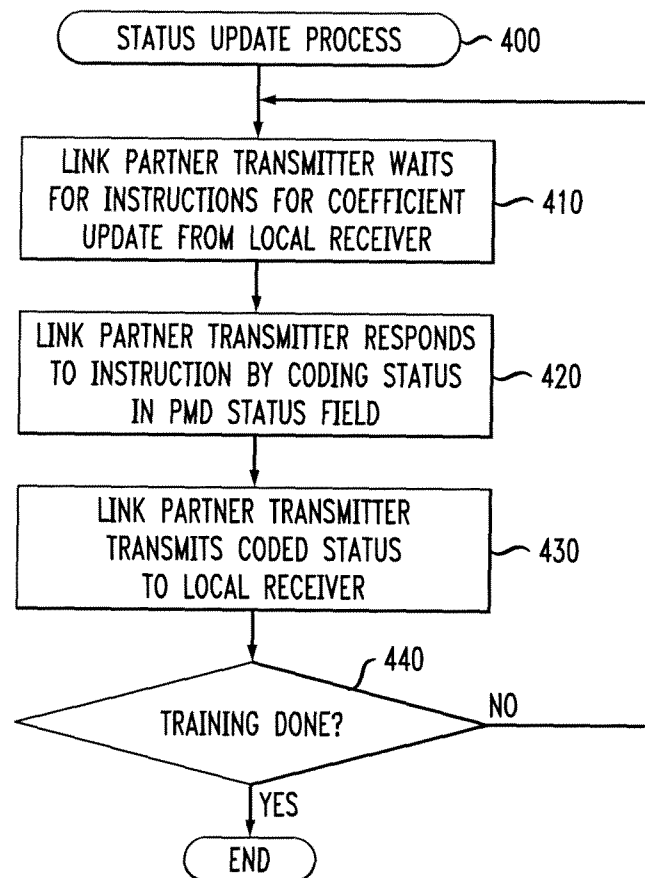 STATUS UPDATE PROCESS
400
LINK PARTNER TRANSMITTER WAITS
FOR INSTRUCTIONS FOR COEFFICIENT
UPDATE FROM LOCAL RECEIVER
410
LINK PARTNER TRANSMITTER RESPONDS
TO INSTRUCTION BY CODING STATUS
IN PMD STATUS FIELD
420
LINK PARTNER TRANSMITTER
TRANSMITS CODED STATUS
TO LOCAL RECEIVER
430
440
TRAINING DONE?
NO
YES
END